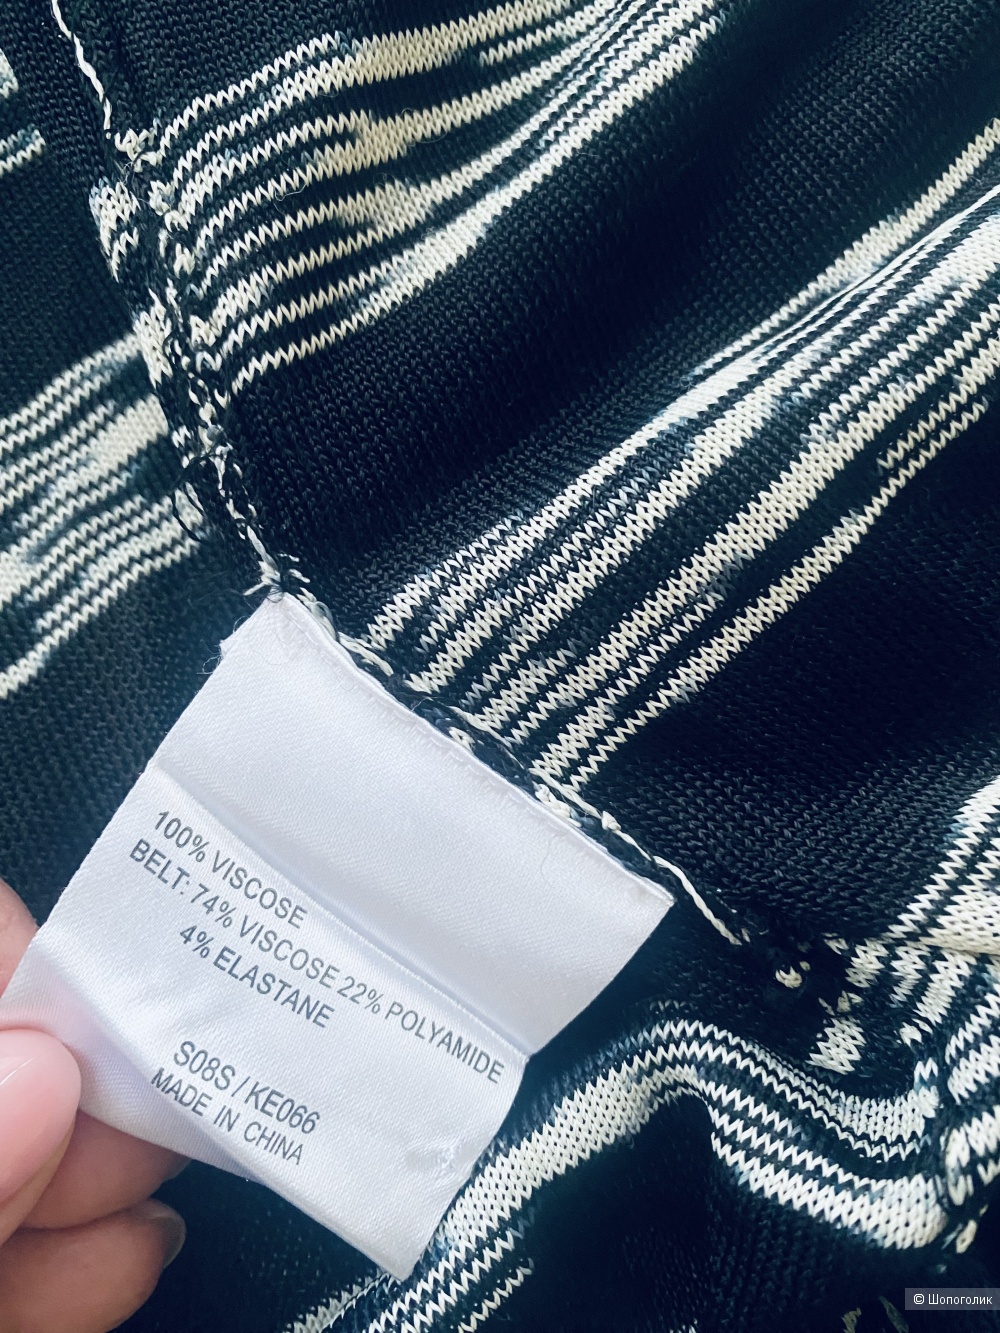 100% VISCOSE
BELT: 74% VISCOSE 22% POLYAMIDE
4% ELASTANE
S08S / KE066
MADE IN CHINA
© Шопоголик